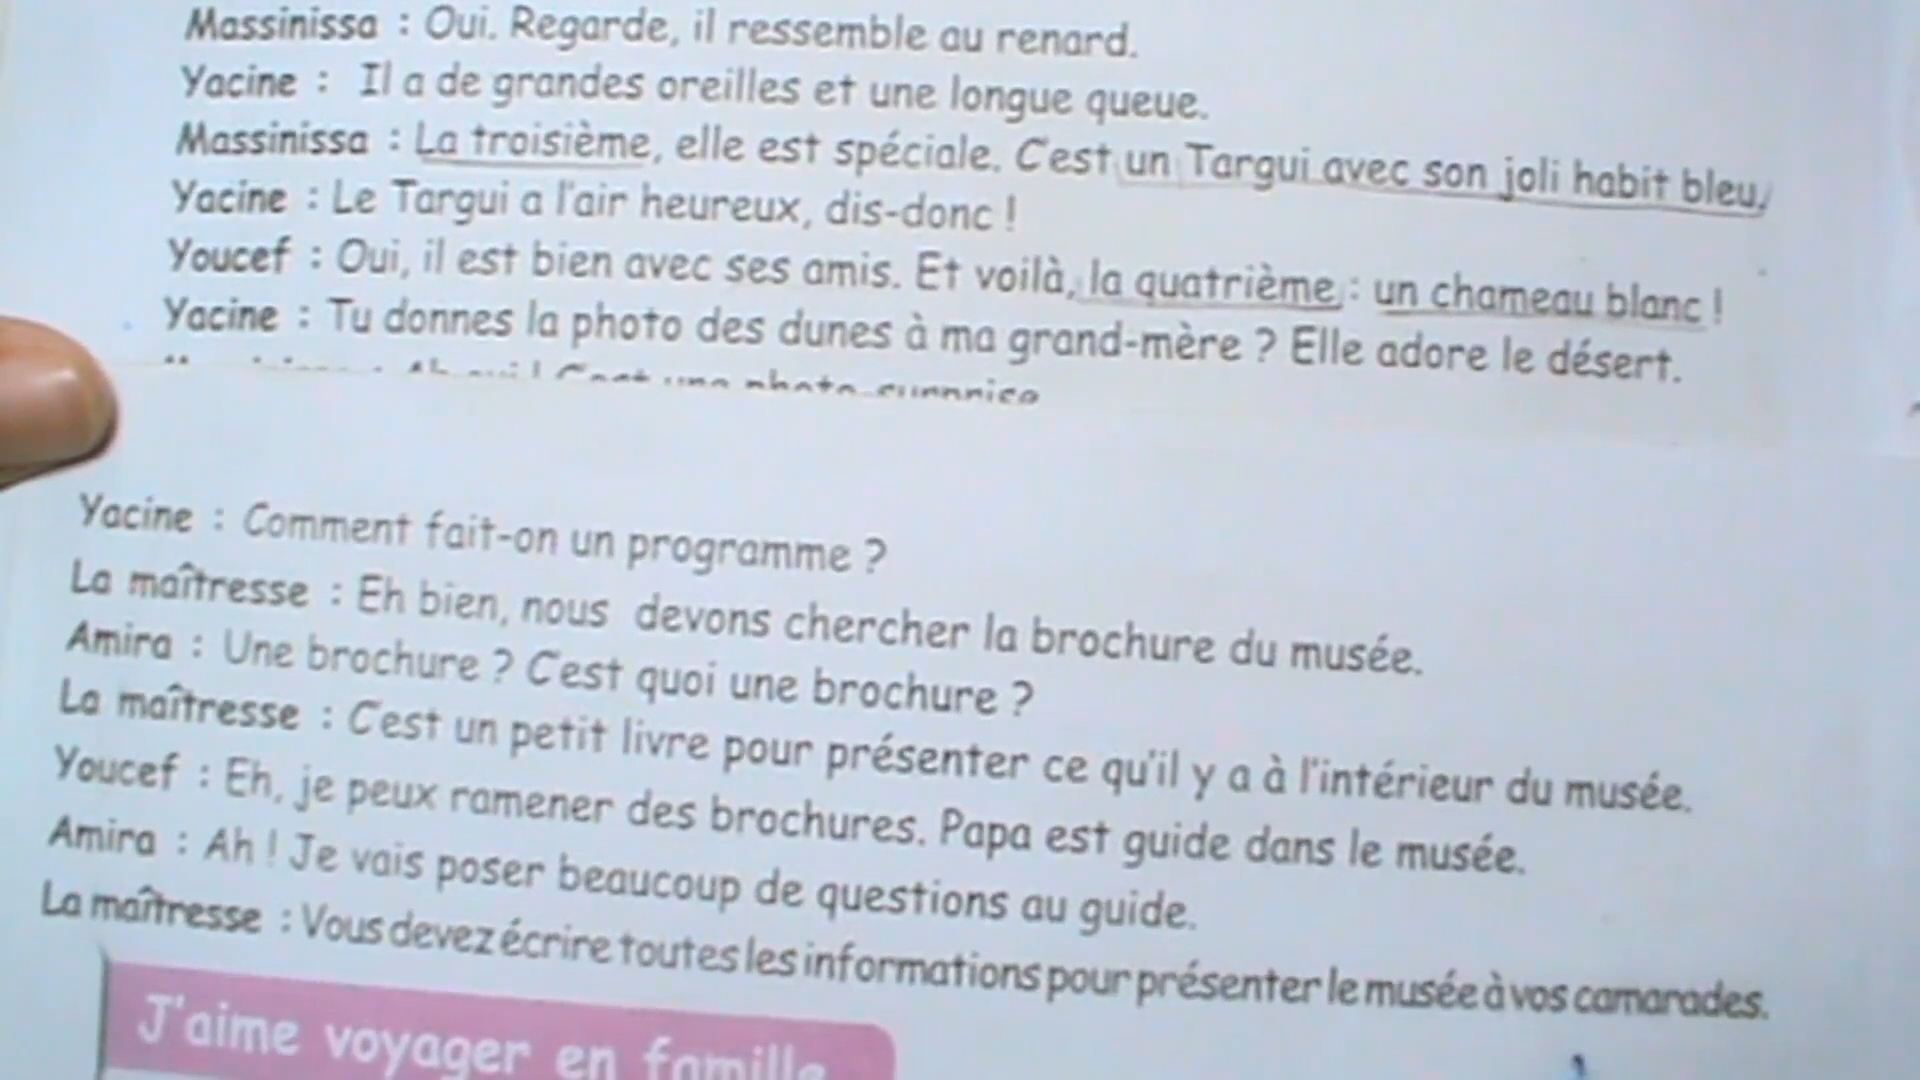 Massinissa : Oui. Regarde, il ressemble au renard.
Yacine : Il a de grandes oreilles et une longue queue.
Massinissa : La troisième, elle est spéciale. C'est un Targui avec son joli habit bleu.
Yacine : Le Targui a l'air heureux, dis-donc !
Youcef : Oui, il est bien avec ses amis. Et voilà, la quatrième : un chameau blanc !
Yacine : Tu donnes la photo des dunes à ma grand-mère ? Elle adore le désert.
: Ah oui ! C'est une photo surprise
Yacine : Comment fait-on un programme ?
La maîtresse : Eh bien, nous devons chercher la brochure du musée.
Amira : Une brochure ? C'est quoi une brochure ?
La maîtresse : C'est un petit livre pour présenter ce qu'il y a à l'intérieur du musée.
Youcef : Eh, je peux ramener des brochures. Papa est guide dans le musée.
Amira : Ah ! Je vais poser beaucoup de questions au guide.
La maîtresse : Vous devez écrire toutes les informations pour présenter le musée à vos camarades.
J'aime voyager en famille